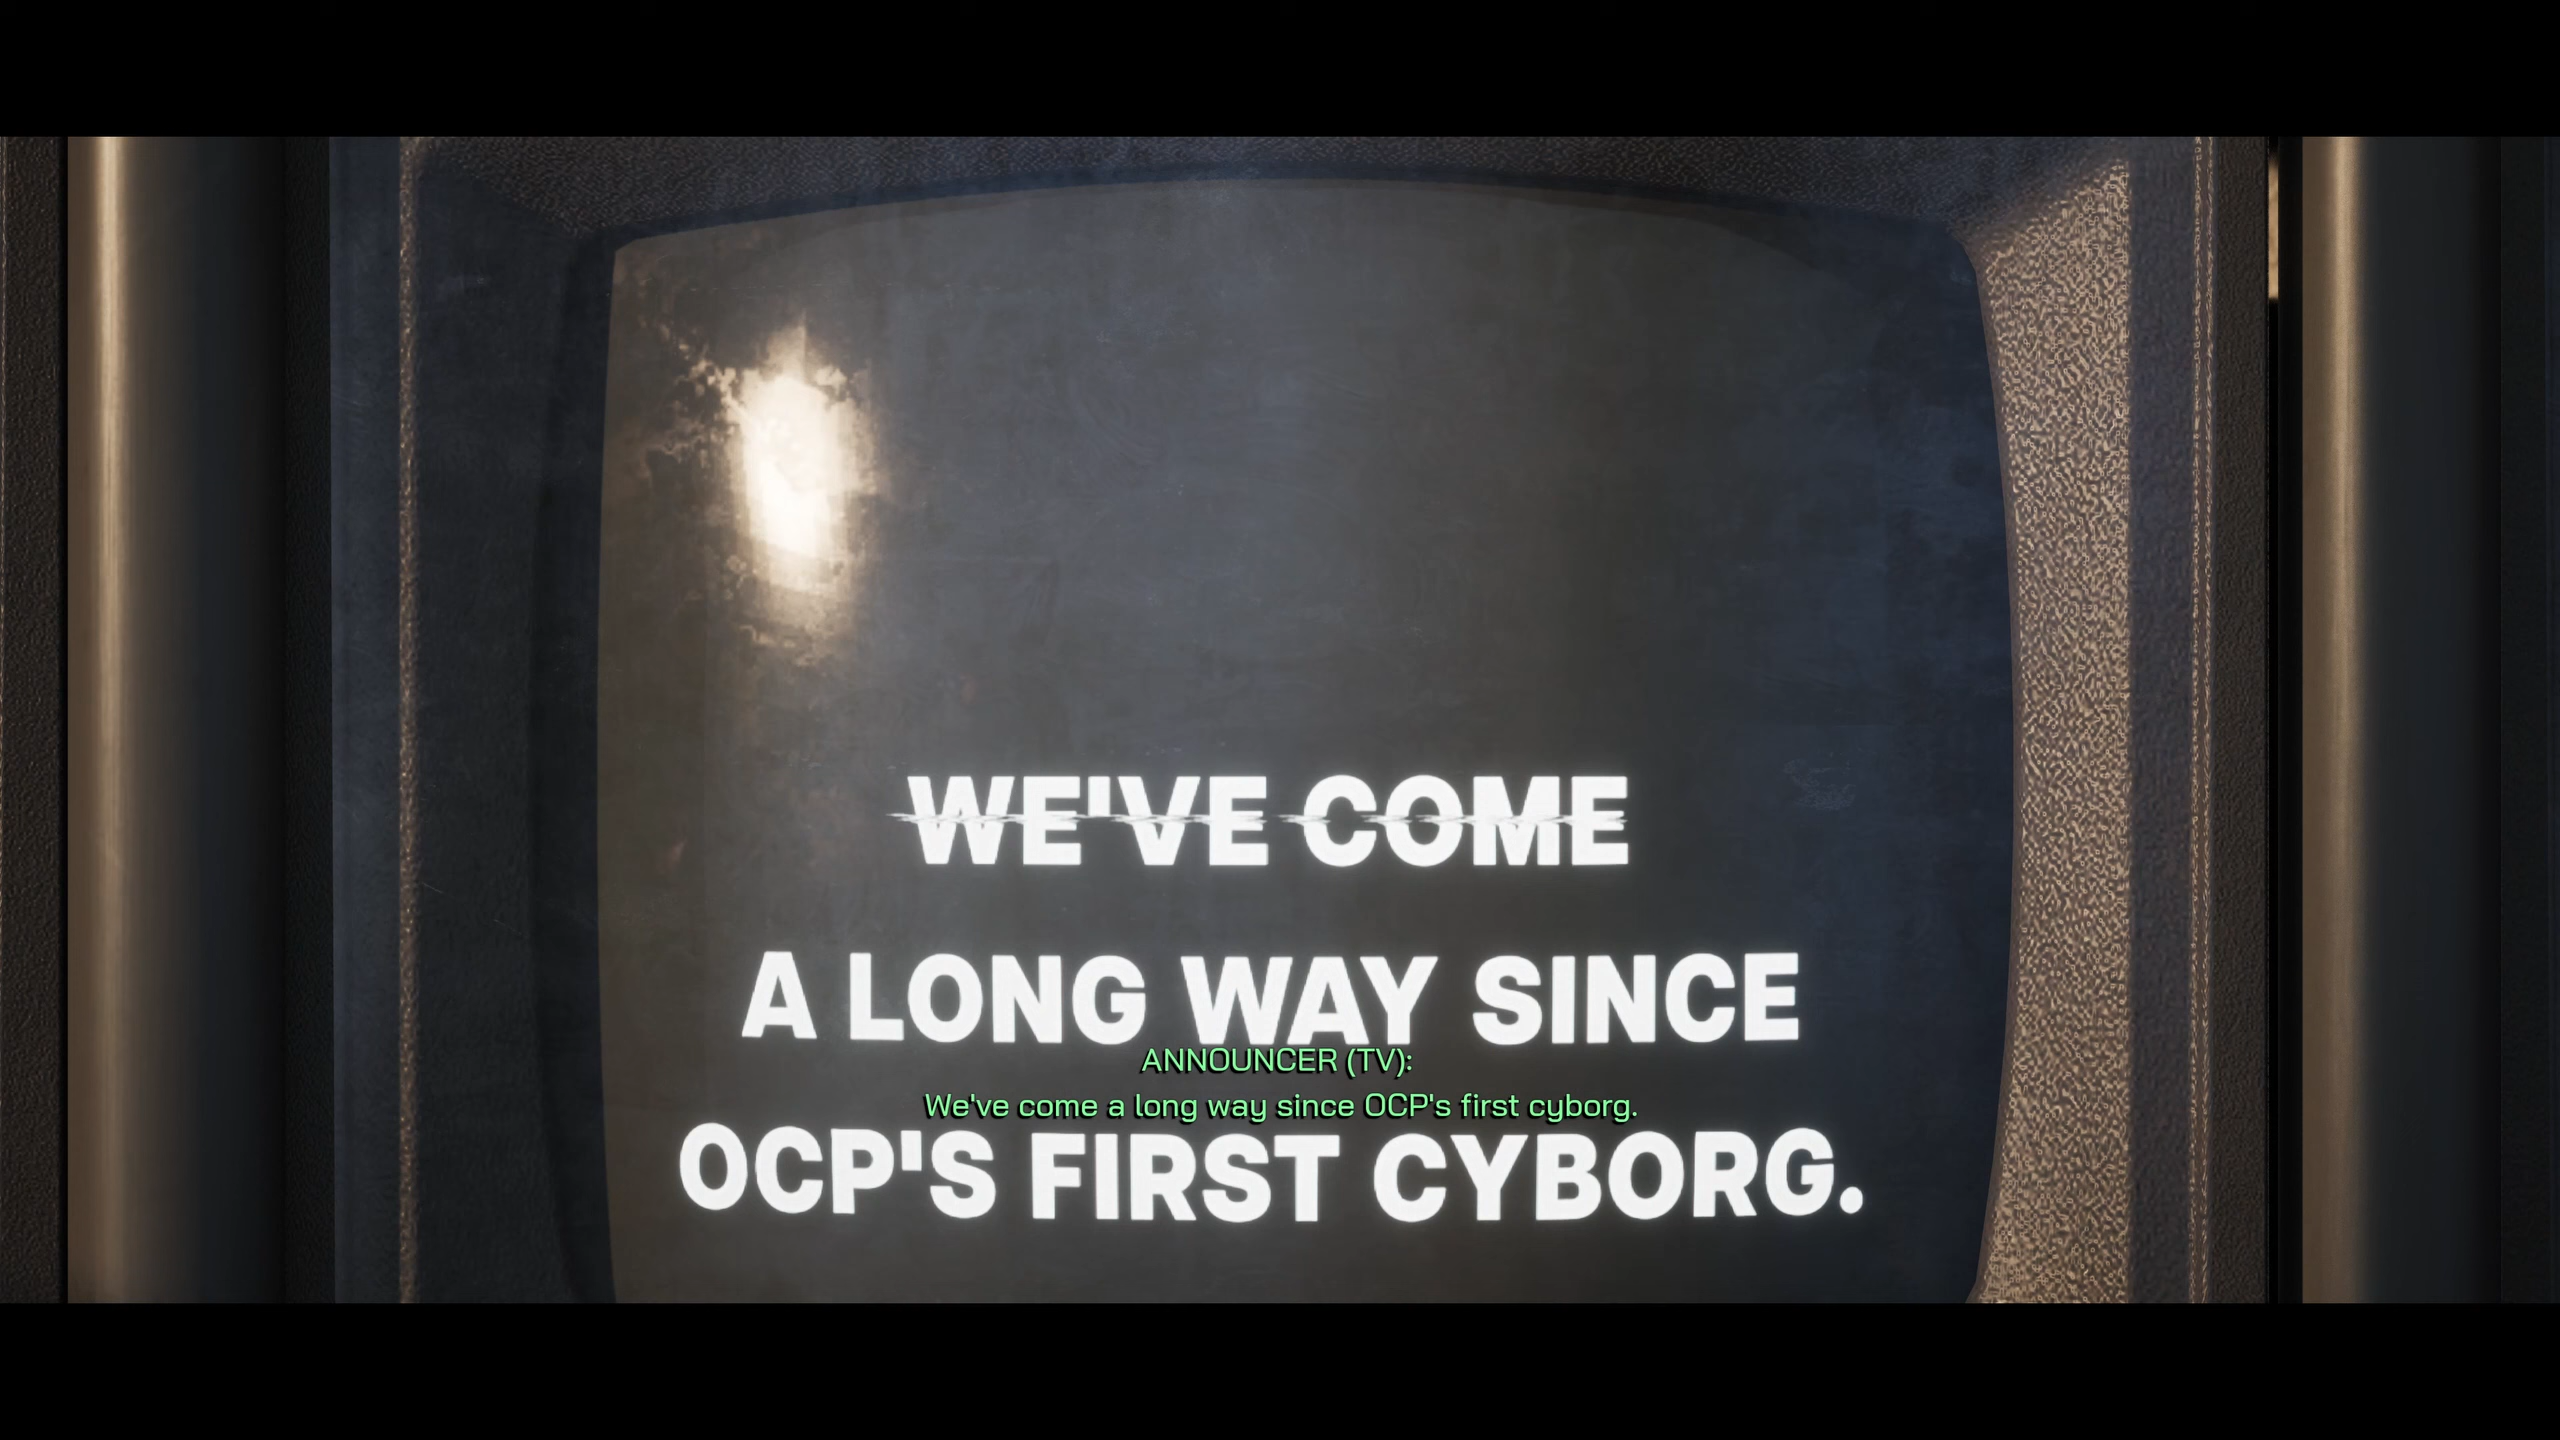 WE'VE COME
A LONG WAY SINCE
ANNOUNCER (TV):
We've come a long way since OCP's first cyborg.
OCP'S FIRST CYBORG.